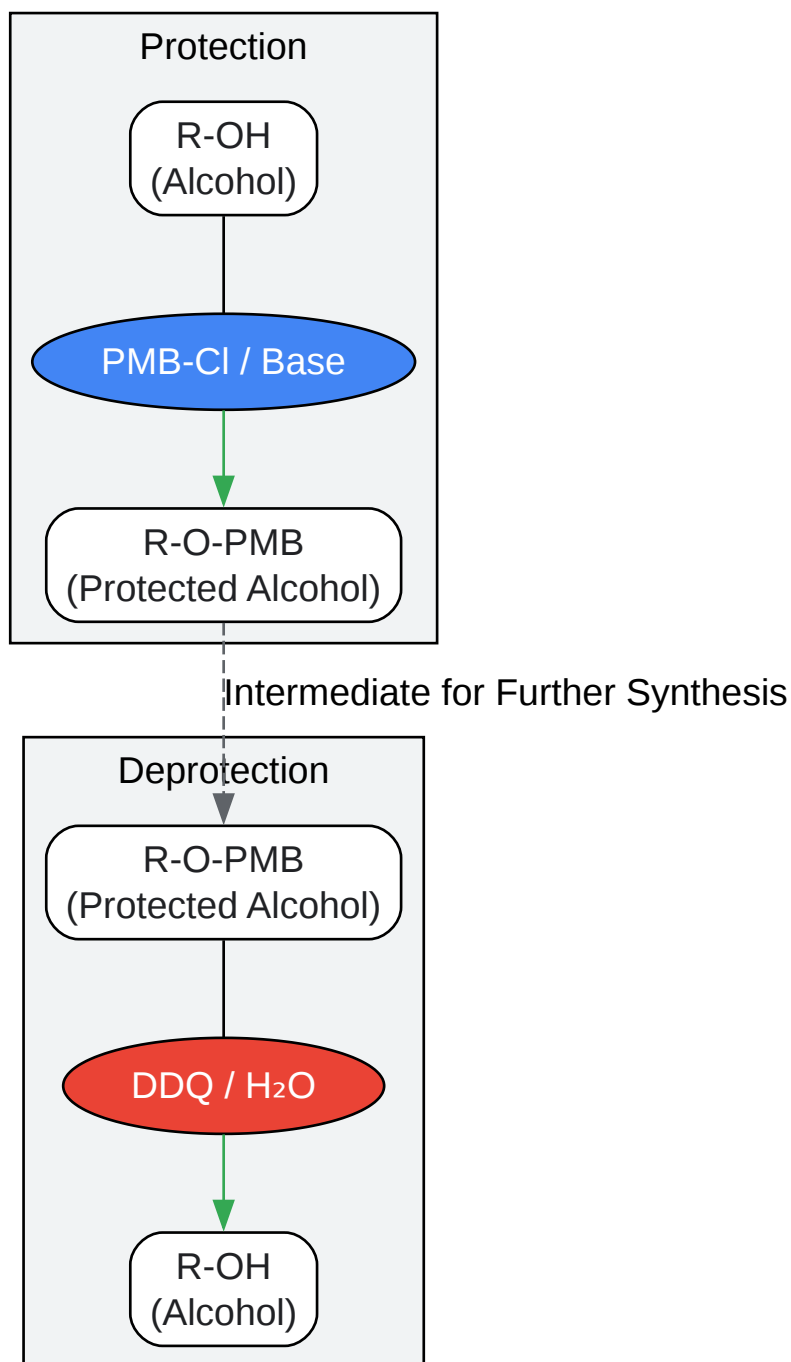 Protection
R-OH
(Alcohol)
PMB-Cl / Base
R-O-PMB
(Protected Alcohol)
Intermediate for Further Synthesis
Deprotection
R-O-PMB
(Protected Alcohol)
DDQ / H₂O
R-OH
(Alcohol)